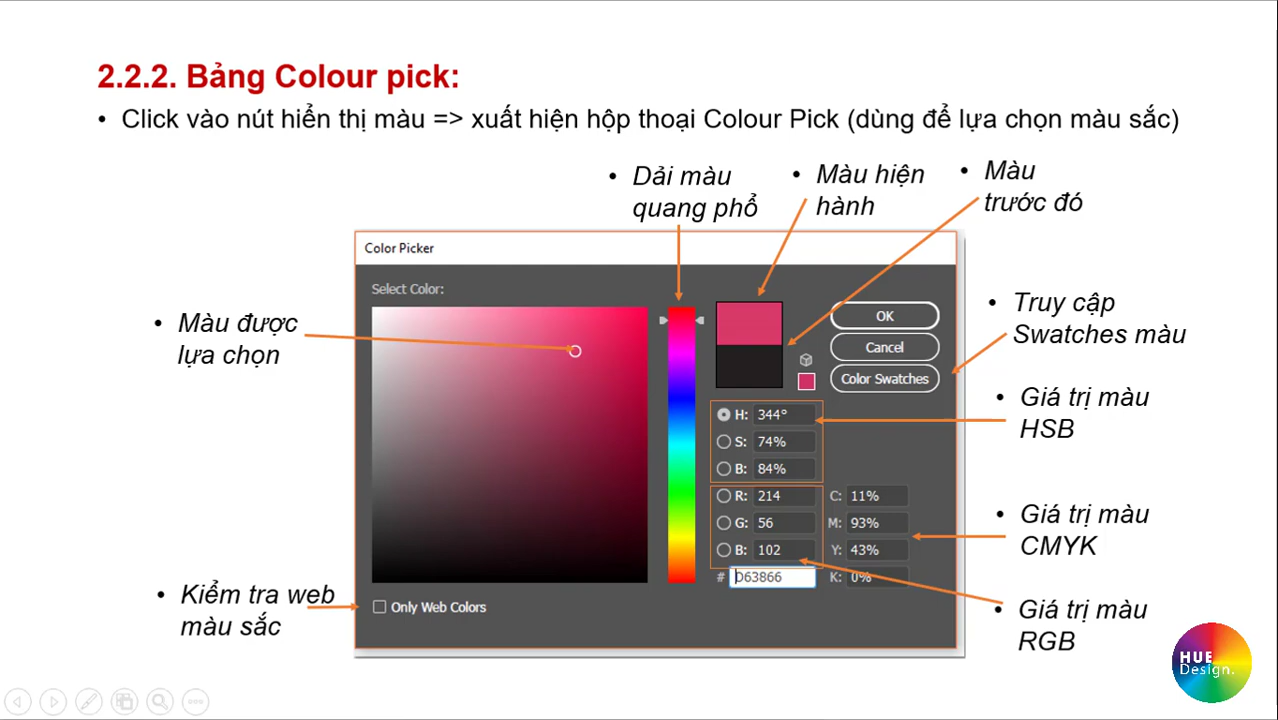 2.2.2. Bảng Colour pick:
• Click vào nút hiển thị màu => xuất hiện hộp thoại Colour Pick (dùng để lựa chọn màu sắc)
• Dải màu
quang phổ
• Màu hiện
hành
• Màu
trước đó
Color Picker
Select Color:
• Màu được
lựa chọn
OK
Cancel
Color Swatches
• Truy cập
Swatches màu
• Giá trị màu
HSB
H: 344°
S: 74%
B: 84%
R: 214 C: 11%
G: 56 M: 93%
B: 102 Y: 43%
# D63866 K: 0%
• Giá trị màu
CMYK
• Kiểm tra web
màu sắc
Only Web Colors
• Giá trị màu
RGB
HUE
Design.